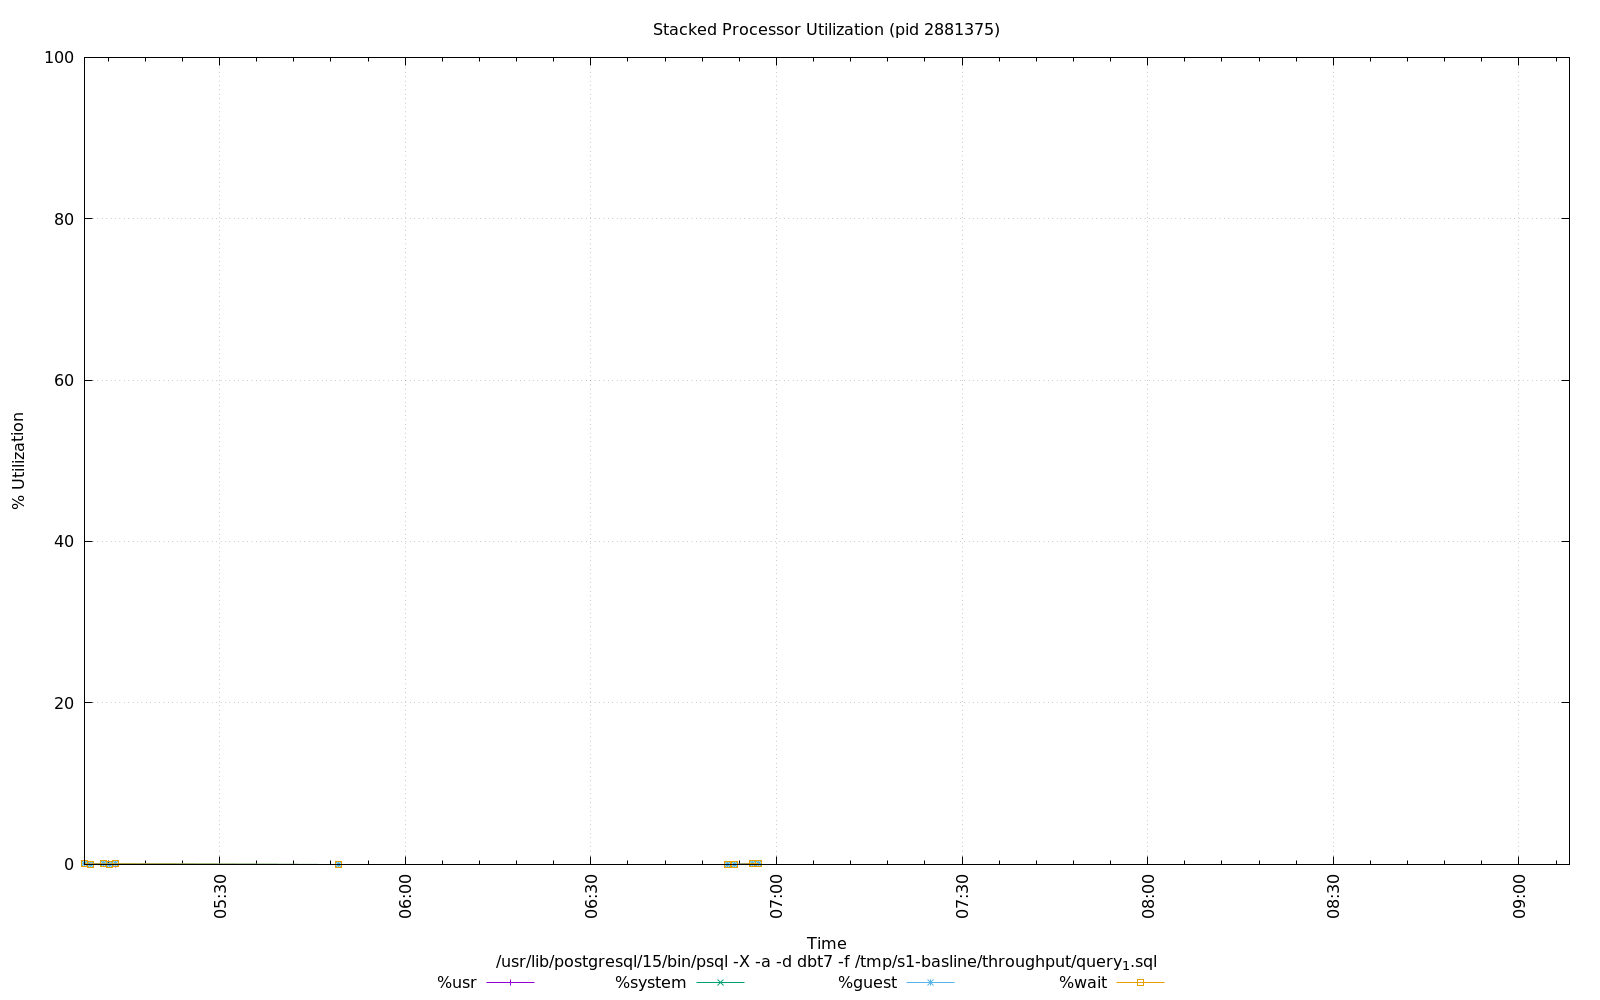 Stacked Processor Utilization (pid 2881375)
100
80
60
40
20
0
% Utilization
05:30
06:00
06:30
07:00
07:30
08:00
08:30
09:00
Time
/usr/lib/postgresql/15/bin/psql -X -a -d dbt7 -f /tmp/s1-basline/throughput/query1.sql
%usr
%system
%guest
%wait